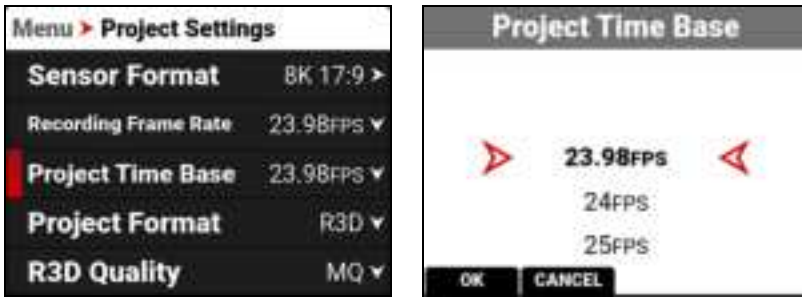 Menu > Project Settings
Sensor Format 8K 17:9 >
Recording Frame Rate 23.98FPS
Project Time Base 23.98FPS
Project Format R3D
R3D Quality MQ
Project Time Base
23.98FPS
24FPS
25FPS
OK CANCEL